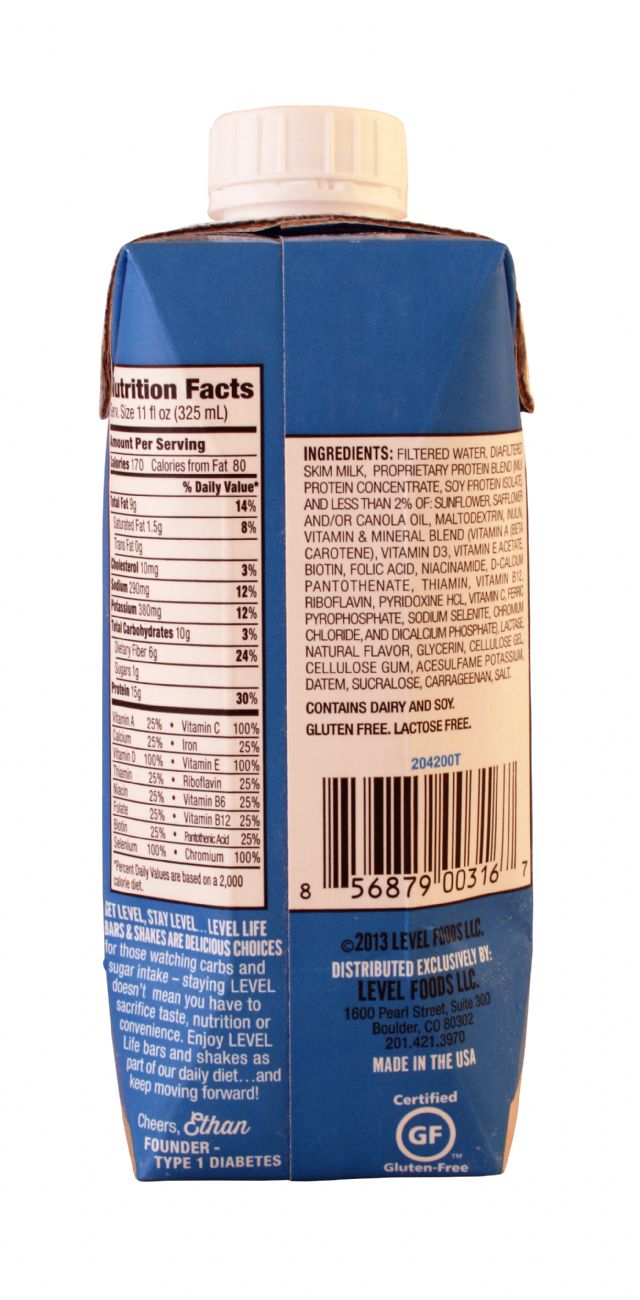 Nutrition Facts
Serv. Size 11 fl oz (325 mL)
Amount Per Serving
Calories 170 Calories from Fat 80
% Daily Value*
Total Fat 9g 14%
Saturated Fat 1.5g 8%
Trans Fat 0g
Cholesterol 10mg 3%
Sodium 290mg 12%
Potassium 380mg 12%
Total Carbohydrates 10g 3%
Dietary Fiber 6g 24%
Sugars 1g
Protein 15g 30%
Vitamin A 25% • Vitamin C 100%
Calcium 25% • Iron 25%
Vitamin D 100% • Vitamin E 100%
Thiamin 25% • Riboflavin 25%
Niacin 25% • Vitamin B6 25%
Folate 25% • Vitamin B12 25%
Biotin 25% • Pantothenic Acid 25%
Selenium 100% • Chromium 100%
*Percent Daily Values are based on a 2,000
calorie diet.
GET LEVEL, STAY LEVEL...LEVEL LIFE
BARS & SHAKES ARE DELICIOUS CHOICES
for those watching carbs and
sugar intake – staying LEVEL
doesn't mean you have to
sacrifice taste, nutrition or
convenience. Enjoy LEVEL
Life bars and shakes as
part of our daily diet...and
keep moving forward!
Cheers, Ethan
FOUNDER -
TYPE 1 DIABETES
INGREDIENTS: FILTERED WATER, DIAFILTERED
SKIM MILK, PROPRIETARY PROTEIN BLEND (MILK
PROTEIN CONCENTRATE, SOY PROTEIN ISOLATE),
AND LESS THAN 2% OF: SUNFLOWER, SAFFLOWER
AND/OR CANOLA OIL, MALTODEXTRIN, INULIN,
VITAMIN & MINERAL BLEND (VITAMIN A (BETA
CAROTENE), VITAMIN D3, VITAMIN E ACETATE,
BIOTIN, FOLIC ACID, NIACINAMIDE, D-CALCIUM
PANTOTHENATE, THIAMIN, VITAMIN B12,
RIBOFLAVIN, PYRIDOXINE HCL, VITAMIN C, FERRIC
PYROPHOSPHATE, SODIUM SELENITE, CHROMIUM
CHLORIDE, AND DICALCIUM PHOSPHATE), LACTASE,
NATURAL FLAVOR, GLYCERIN, CELLULOSE GEL,
CELLULOSE GUM, ACESULFAME POTASSIUM,
DATEM, SUCRALOSE, CARRAGEENAN, SALT.
CONTAINS DAIRY AND SOY.
GLUTEN FREE. LACTOSE FREE.
204200T
8 56879 00316 7
©2013 LEVEL FOODS LLC.
DISTRIBUTED EXCLUSIVELY BY:
LEVEL FOODS LLC.
1600 Pearl Street, Suite 300
Boulder, CO 80302
201.421.3970
MADE IN THE USA
Certified
GF
TM
Gluten-Free